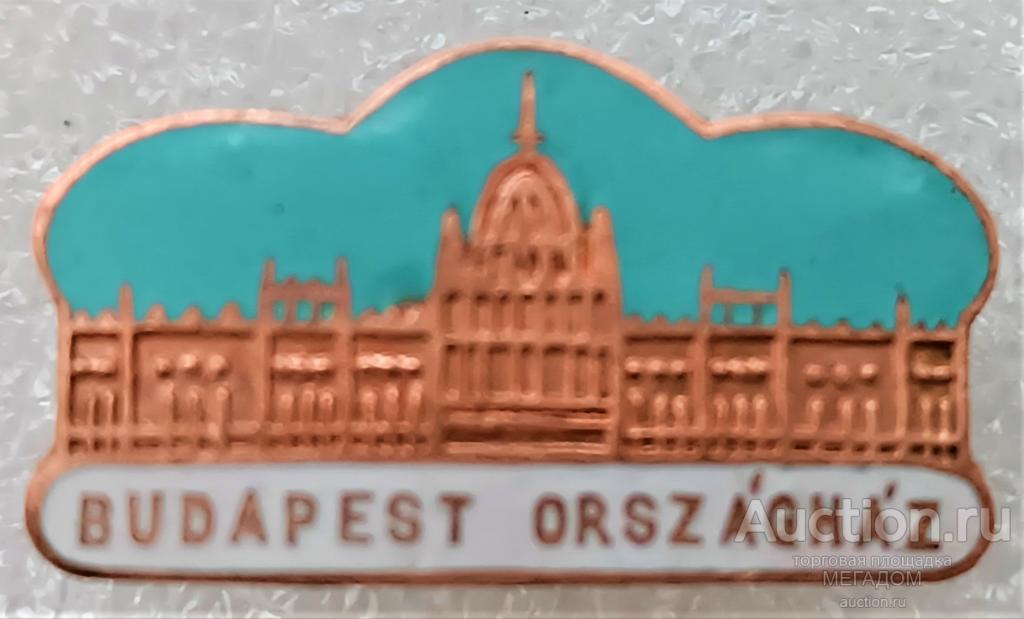 BUDAPEST ORSZÁGHÁZ
Auction.ru
торговая площадка
МЕГАДОМ
auction.ru